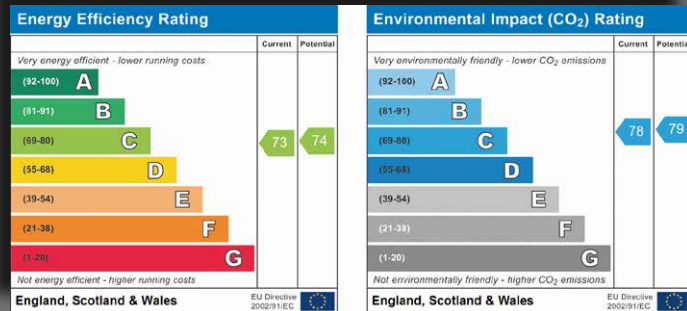 Energy Efficiency Rating
Current Potential
Very energy efficient - lower running costs
(92-100) A
(81-91) B
(69-80) C 73 74
(55-68) D
(39-54) E
(21-38) F
(1-20) G
Not energy efficient - higher running costs
England, Scotland & Wales
EU Directive
2002/91/EC
Environmental Impact (CO₂) Rating
Current Potential
Very environmentally friendly - lower CO₂ emissions
(92-100) A
(81-91) B
(69-80) C 78 79
(55-68) D
(39-54) E
(21-38) F
(1-20) G
Not environmentally friendly - higher CO₂ emissions
England, Scotland & Wales
EU Directive
2002/91/EC